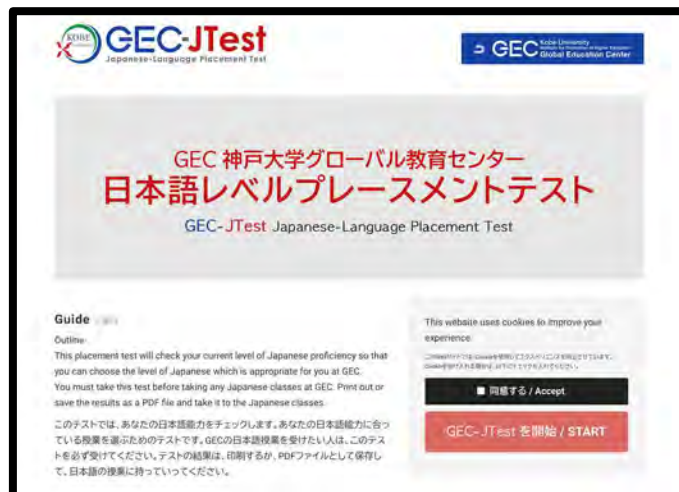 KOBE
GEC-JTest
Japanese-Language Placement Test
GEC
Kobe University
Global Education Center
GEC 神戸大学グローバル教育センター
日本語レベルプレースメントテスト
GEC-JTest Japanese-Language Placement Test
Guide
Outline
This placement test will check your current level of Japanese proficiency so that
you can choose the level of Japanese which is appropriate for you at GEC.
You must take this test before taking any Japanese classes at GEC. Print out or
save the results as a PDF file and take it to the Japanese classes.
このテストでは、あなたの日本語能力をチェックします。あなたの日本語能力に合っ
ている授業を選ぶためのテストです。GECの日本語授業を受けたい人は、このテス
トを必ず受けてください。テストの結果は、印刷するか、PDFファイルとして保存し
て、日本語の授業に持っていってください。
This website uses cookies to improve your
experience.
同意する / Accept
GEC-JTest を開始 / START